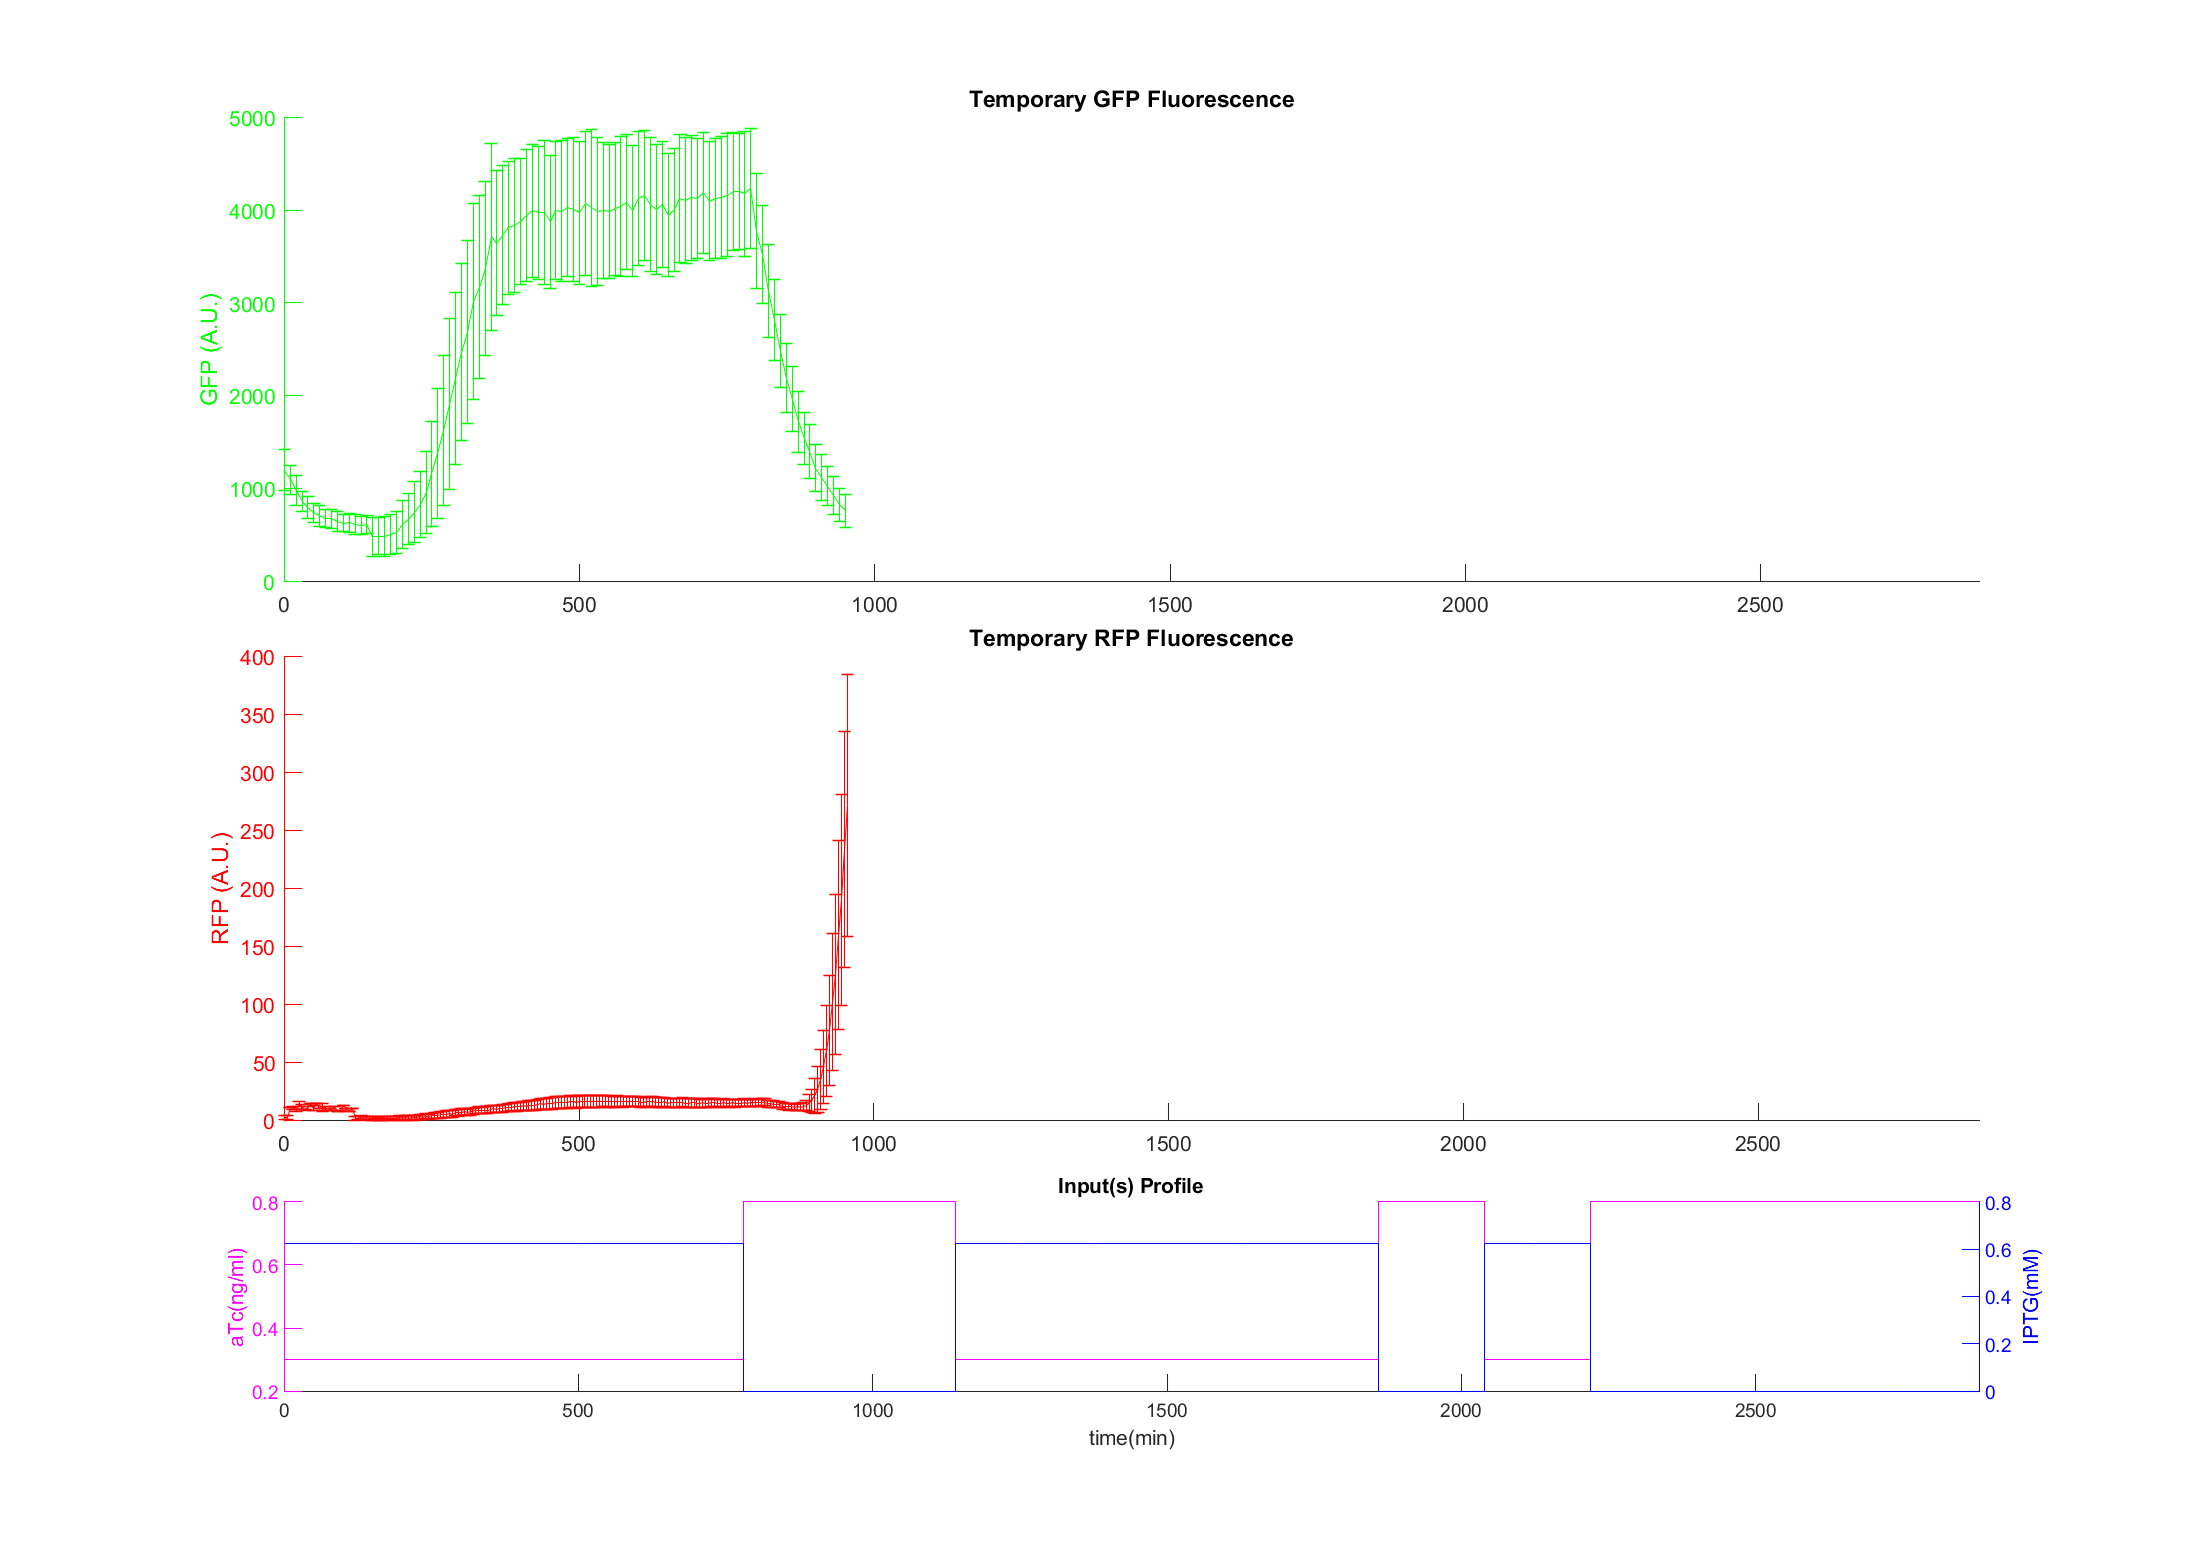 Temporary GFP Fluorescence
5000
4000
3000
2000
1000
0
GFP (A.U.)
0 500 1000 1500 2000 2500
Temporary RFP Fluorescence
400
350
300
250
200
150
100
50
0
RFP (A.U.)
0 500 1000 1500 2000 2500
Input(s) Profile
0.8
0.6
0.4
0.2
aTc(ng/ml)
0.8
0.6
0.4
0.2
0
IPTG(mM)
0 500 1000 1500 2000 2500
time(min)